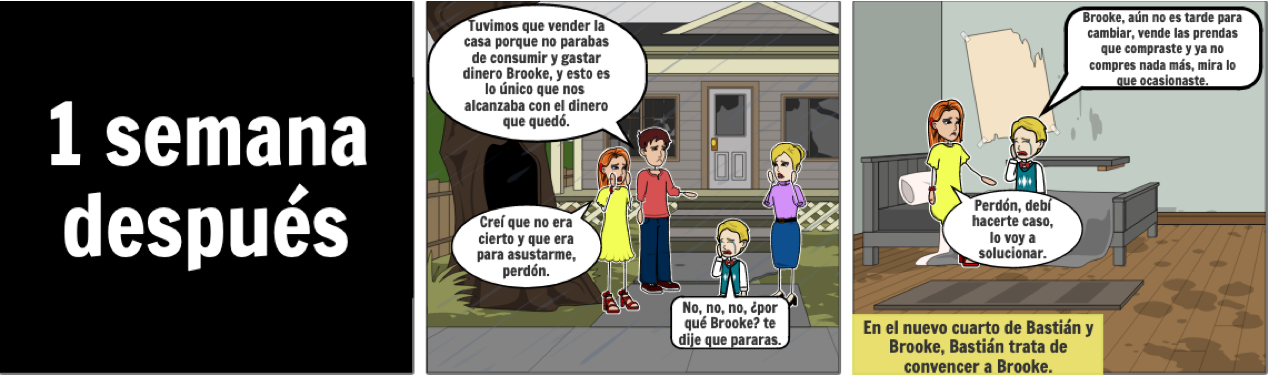 1 semana
después
Tuvimos que vender la
casa porque no parabas
de consumir y gastar
dinero Brooke, y esto es
lo único que nos
alcanzaba con el dinero
que quedó.
Creí que no era
cierto y que era
para asustarme,
perdón.
No, no, no, ¿por
qué Brooke? te
dije que pararas.
Brooke, aún no es tarde para
cambiar, vende las prendas
que compraste y ya no
compres nada más, mira lo
que ocasionaste.
Perdón, debí
hacerte caso,
lo voy a
solucionar.
En el nuevo cuarto de Bastián y
Brooke, Bastián trata de
convencer a Brooke.